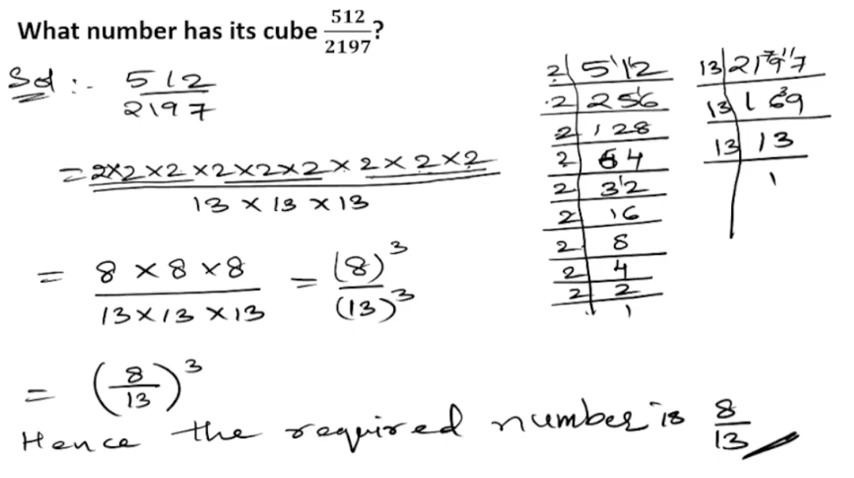 What number has its cube 512/2197?
Sol :- 512/2197
= 2×2×2×2×2×2×2×2×2 / 13×13×13
= 8×8×8 / 13×13×13 = (8)³/(13)³
= (8/13)³
Hence the required number is 8/13
2 | 512
2 | 256
2 | 128
2 | 64
2 | 32
2 | 16
2 | 8
2 | 4
2 | 2
1
13 | 2197
13 | 169
13 | 13
1